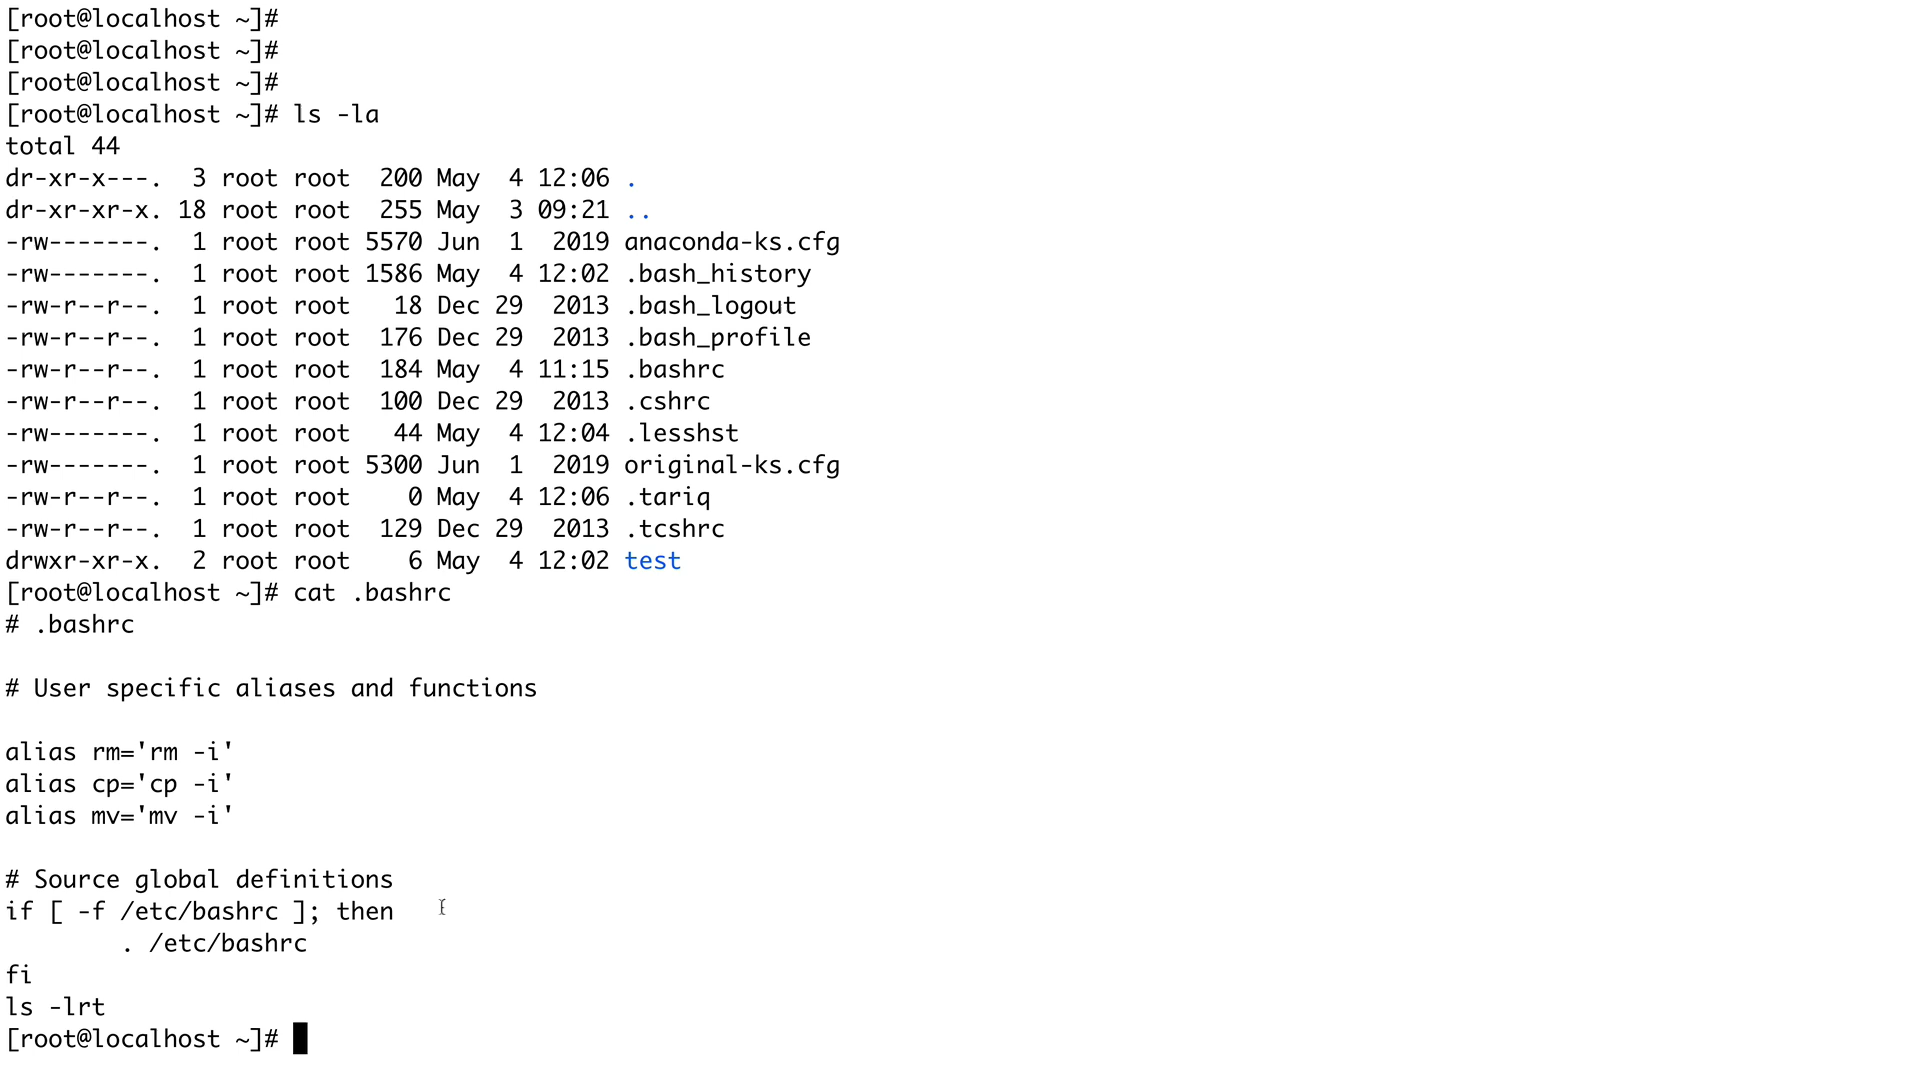 [root@localhost ~]#
[root@localhost ~]#
[root@localhost ~]#
[root@localhost ~]# ls -la
total 44
dr-xr-x---.  3 root root  200 May  4 12:06 .
dr-xr-xr-x. 18 root root  255 May  3 09:21 ..
-rw-------.  1 root root 5570 Jun  1  2019 anaconda-ks.cfg
-rw-------.  1 root root 1586 May  4 12:02 .bash_history
-rw-r--r--.  1 root root   18 Dec 29  2013 .bash_logout
-rw-r--r--.  1 root root  176 Dec 29  2013 .bash_profile
-rw-r--r--.  1 root root  184 May  4 11:15 .bashrc
-rw-r--r--.  1 root root  100 Dec 29  2013 .cshrc
-rw-------.  1 root root   44 May  4 12:04 .lesshst
-rw-------.  1 root root 5300 Jun  1  2019 original-ks.cfg
-rw-r--r--.  1 root root    0 May  4 12:06 .tariq
-rw-r--r--.  1 root root  129 Dec 29  2013 .tcshrc
drwxr-xr-x.  2 root root    6 May  4 12:02 test
[root@localhost ~]# cat .bashrc
# .bashrc

# User specific aliases and functions

alias rm='rm -i'
alias cp='cp -i'
alias mv='mv -i'

# Source global definitions
if [ -f /etc/bashrc ]; then
        . /etc/bashrc
fi
ls -lrt
[root@localhost ~]#